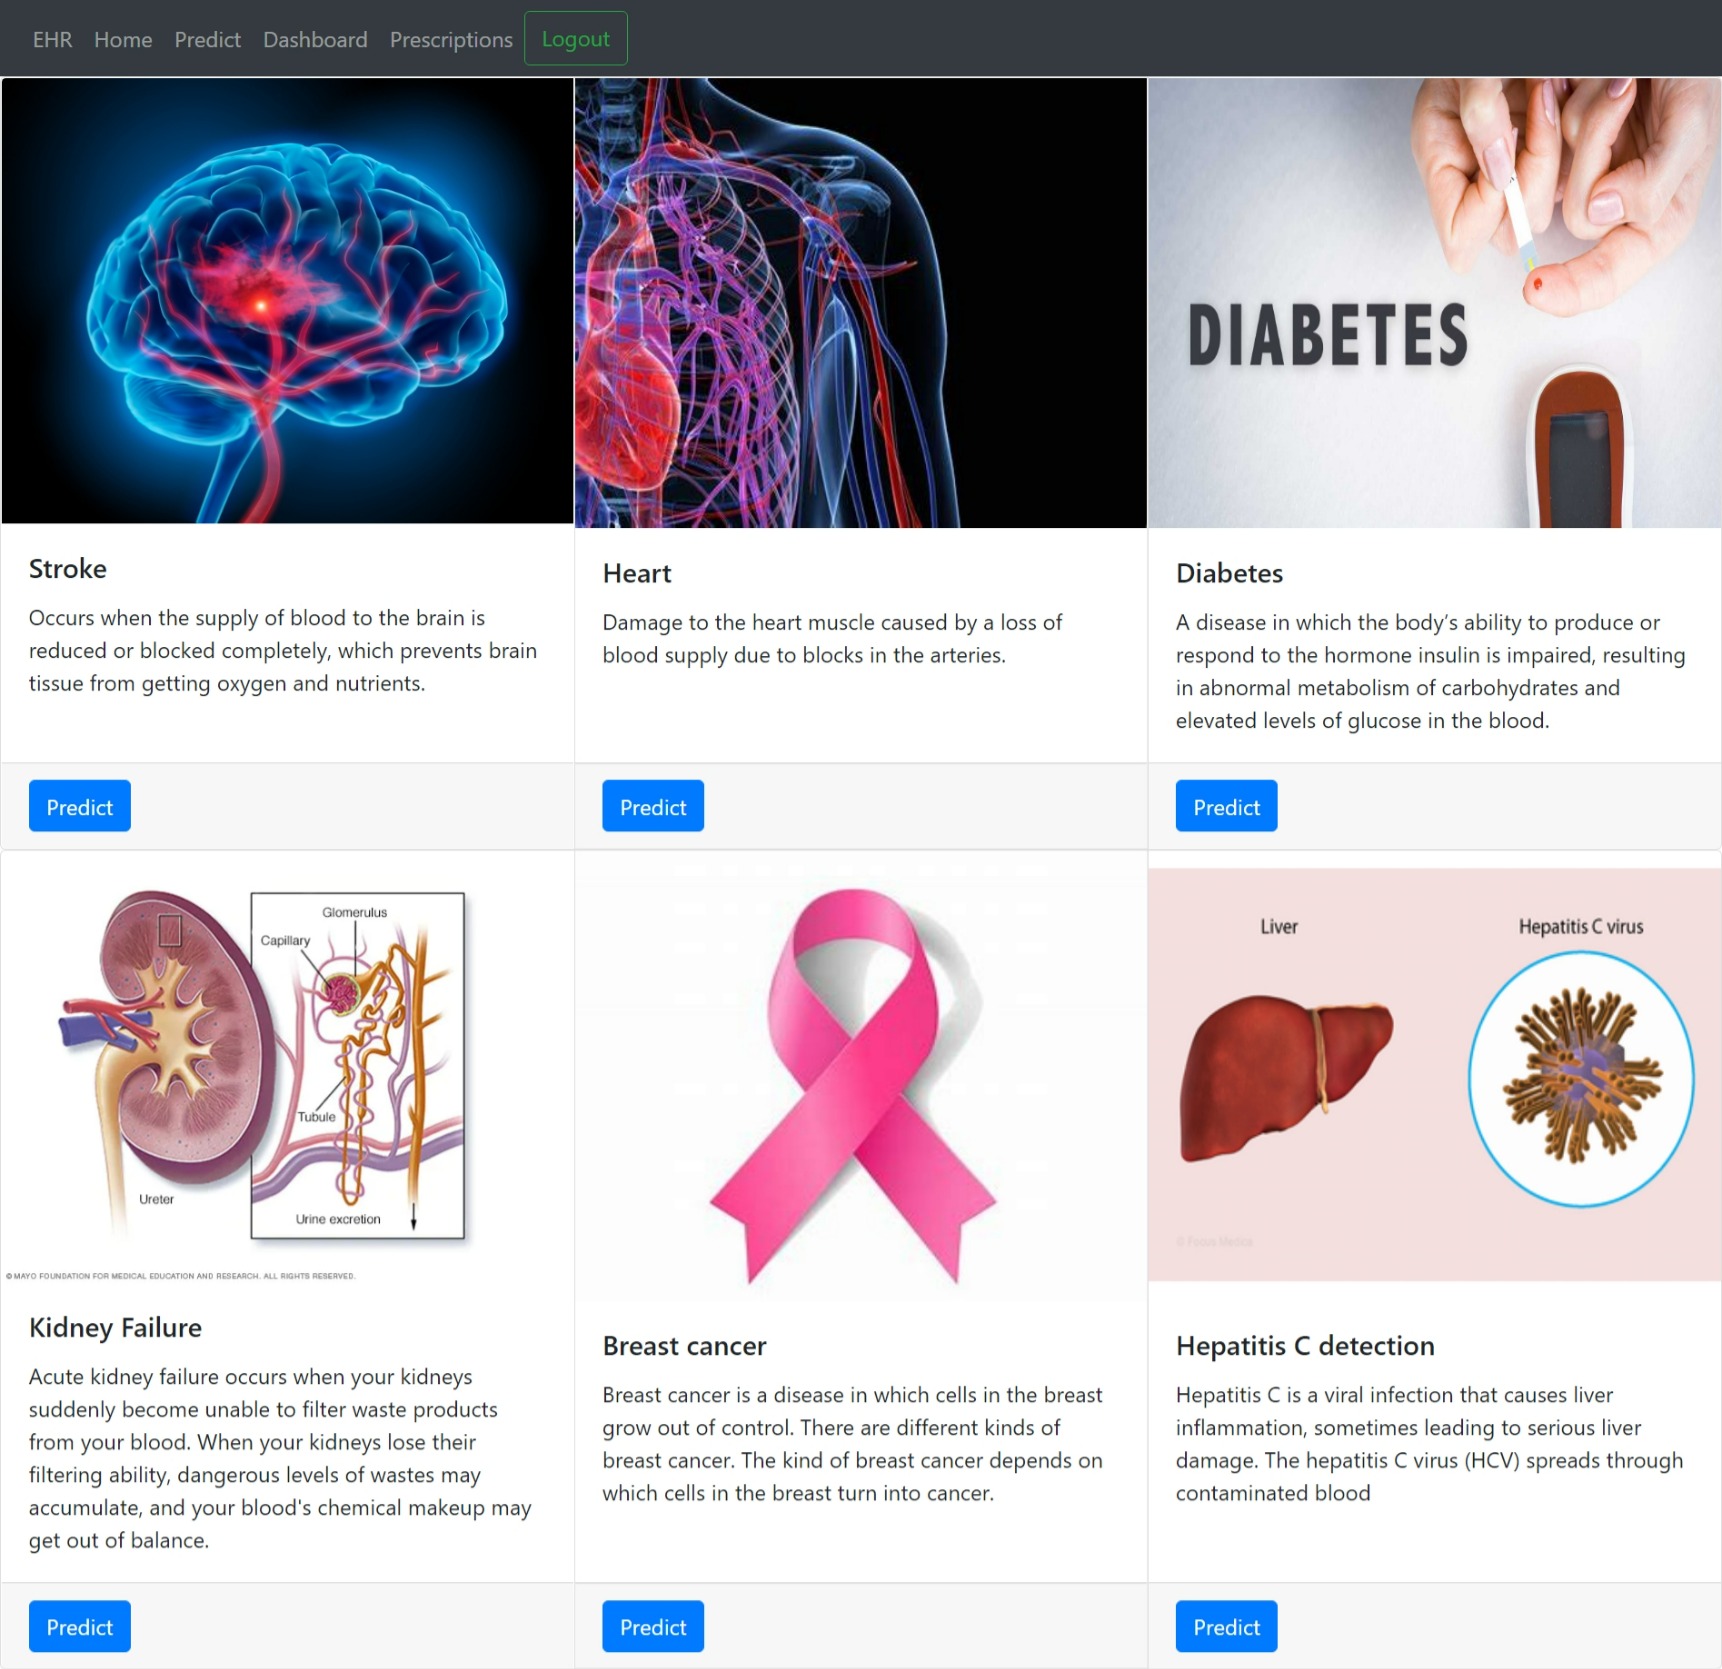 EHR Home Predict Dashboard Prescriptions Logout
DIABETES
Stroke
Occurs when the supply of blood to the brain is
reduced or blocked completely, which prevents brain
tissue from getting oxygen and nutrients.
Predict
Heart
Damage to the heart muscle caused by a loss of
blood supply due to blocks in the arteries.
Predict
Diabetes
A disease in which the body’s ability to produce or
respond to the hormone insulin is impaired, resulting
in abnormal metabolism of carbohydrates and
elevated levels of glucose in the blood.
Predict
Glomerulus
Capillary
Tubule
Ureter
Urine excretion
© MAYO FOUNDATION FOR MEDICAL EDUCATION AND RESEARCH. ALL RIGHTS RESERVED.
Kidney Failure
Acute kidney failure occurs when your kidneys
suddenly become unable to filter waste products
from your blood. When your kidneys lose their
filtering ability, dangerous levels of wastes may
accumulate, and your blood's chemical makeup may
get out of balance.
Predict
Breast cancer
Breast cancer is a disease in which cells in the breast
grow out of control. There are different kinds of
breast cancer. The kind of breast cancer depends on
which cells in the breast turn into cancer.
Predict
Liver
Hepatitis C virus
© Focus Medical
Hepatitis C detection
Hepatitis C is a viral infection that causes liver
inflammation, sometimes leading to serious liver
damage. The hepatitis C virus (HCV) spreads through
contaminated blood
Predict